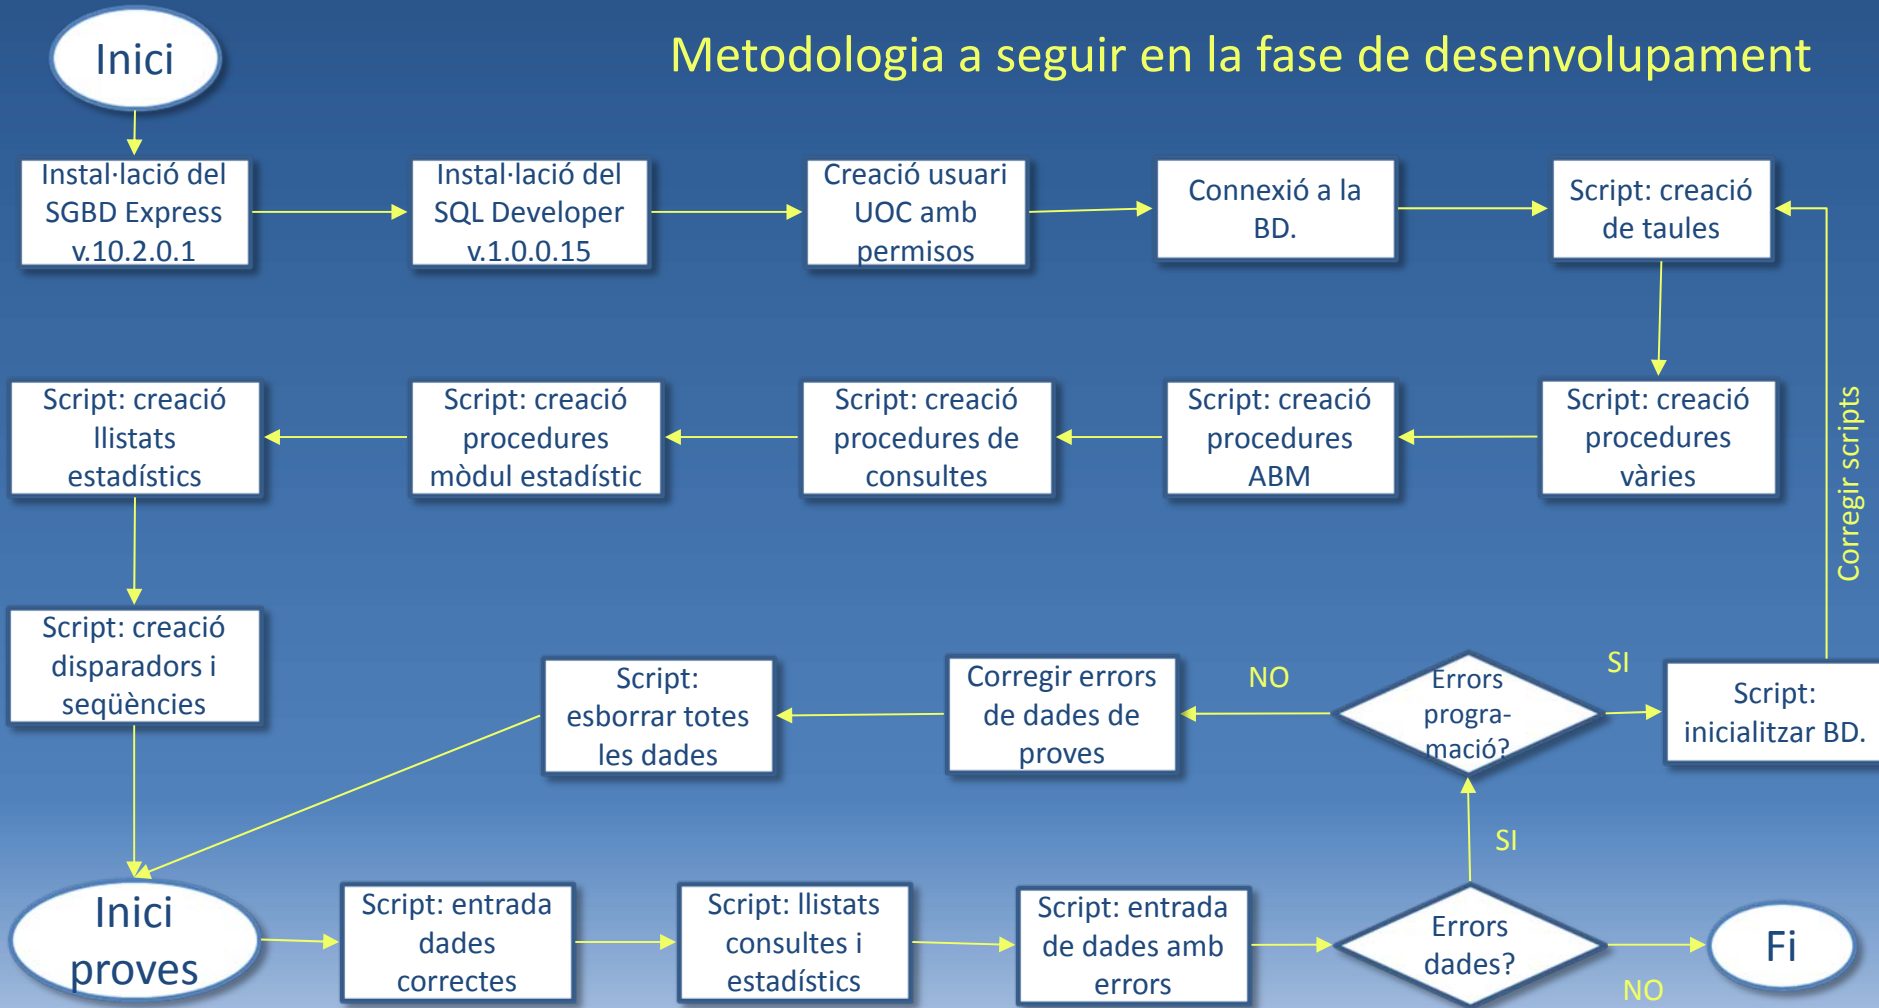 Inici
Metodologia a seguir en la fase de desenvolupament
Instal·lació del
SGBD Express
v.10.2.0.1
Instal·lació del
SQL Developer
v.1.0.0.15
Creació usuari
UOC amb
permisos
Connexió a la
BD.
Script: creació
de taules
Script: creació
procedures
vàries
Script: creació
procedures
ABM
Script: creació
procedures de
consultes
Script: creació
procedures
mòdul estadístic
Script: creació
llistats
estadístics
Corregir scripts
Script: creació
disparadors i
seqüències
Script:
esborrar totes
les dades
Corregir errors
de dades de
proves
NO
Errors
progra-
mació?
SI
Script:
inicialitzar BD.
SI
Inici
proves
Script: entrada
dades
correctes
Script: llistats
consultes i
estadístics
Script: entrada
de dades amb
errors
Errors
dades?
NO
Fi